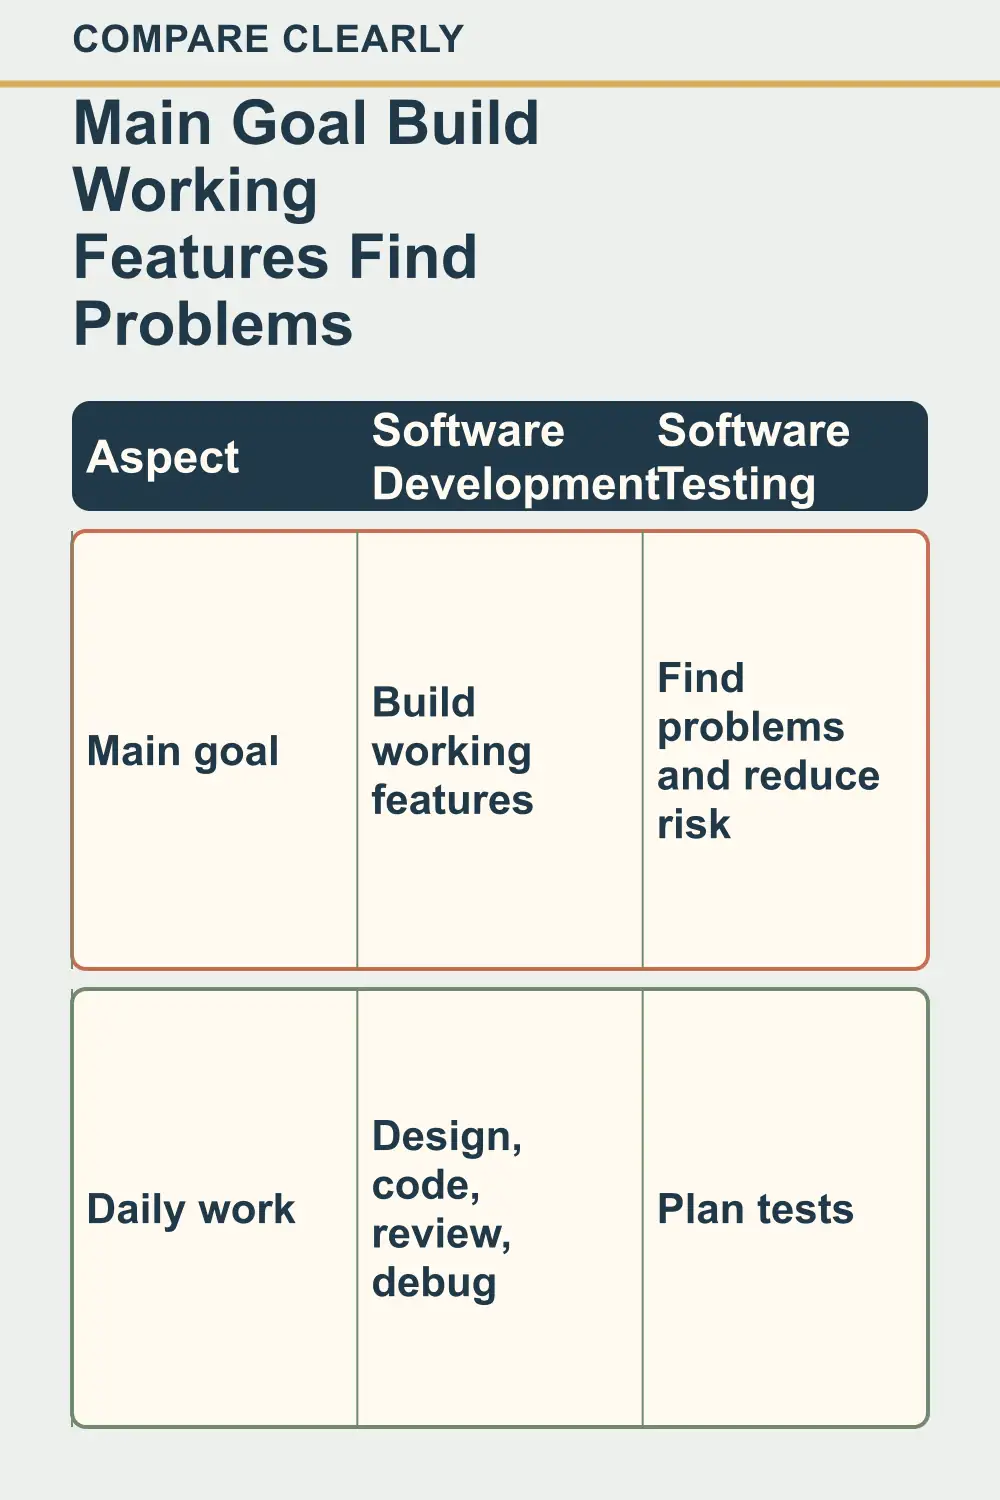 COMPARE CLEARLY
Main Goal Build
Working
Features Find
Problems
Aspect
Software
Development
Software
Testing
Main goal
Build
working
features
Find
problems
and reduce
risk
Daily work
Design,
code,
review,
debug
Plan tests